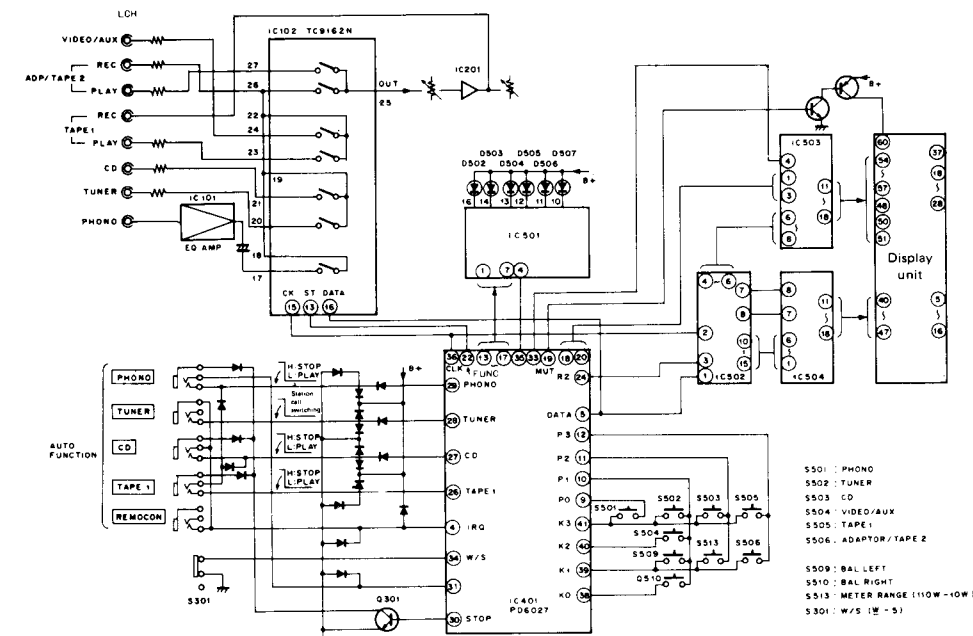 LCH
VIDEO/AUX
REC
ADP/TAPE 2
PLAY
REC
TAPE 1
PLAY
CD
TUNER
PHONO
IC101
EQ AMP
IC102 TC9162N
27
26
22
24
23
19
21
20
18
17
OUT
25
CK ST DATA
15 13 16
IC201
D503 D505 D507
D502 D504 D506
B+
16 14 13 12 11 10
IC501
1 7 4
B+
IC503
4
1
3
6
8
11
18
60
54
57
48
50
51
40
47
37
18
28
5
16
Display
unit
4 - 6
7
8
2
10
15
3
1
IC502
8
7
6
1
11
18
IC504
36 22 13 17 35 33 19 18 20
CLK FUNC MUT
29 PHONO
28 TUNER
27 CD
26 TAPE 1
4 IRQ
34 W/S
31
30 STOP
R2 24
DATA 5
P3 12
P2 11
P1 10
P0 9
K3 41
K2 40
K1 39
K0 38
IC401
PD6027
AUTO
FUNCTION
PHONO
TUNER
CD
TAPE 1
REMOCON
S301
H:STOP
L:PLAY
Station
call
switching
H:STOP
L:PLAY
H:STOP
L:PLAY
B+
Q301
S501 S502 S503 S505
S504
S509 S513 S506
Q510
S501 : PHONO
S502 : TUNER
S503 : CD
S504 : VIDEO/AUX
S505 : TAPE 1
S506 : ADAPTOR/TAPE 2
S509 : BAL LEFT
S510 : BAL RIGHT
S513 : METER RANGE (110W-10W)
S301 : W/S (W - S)